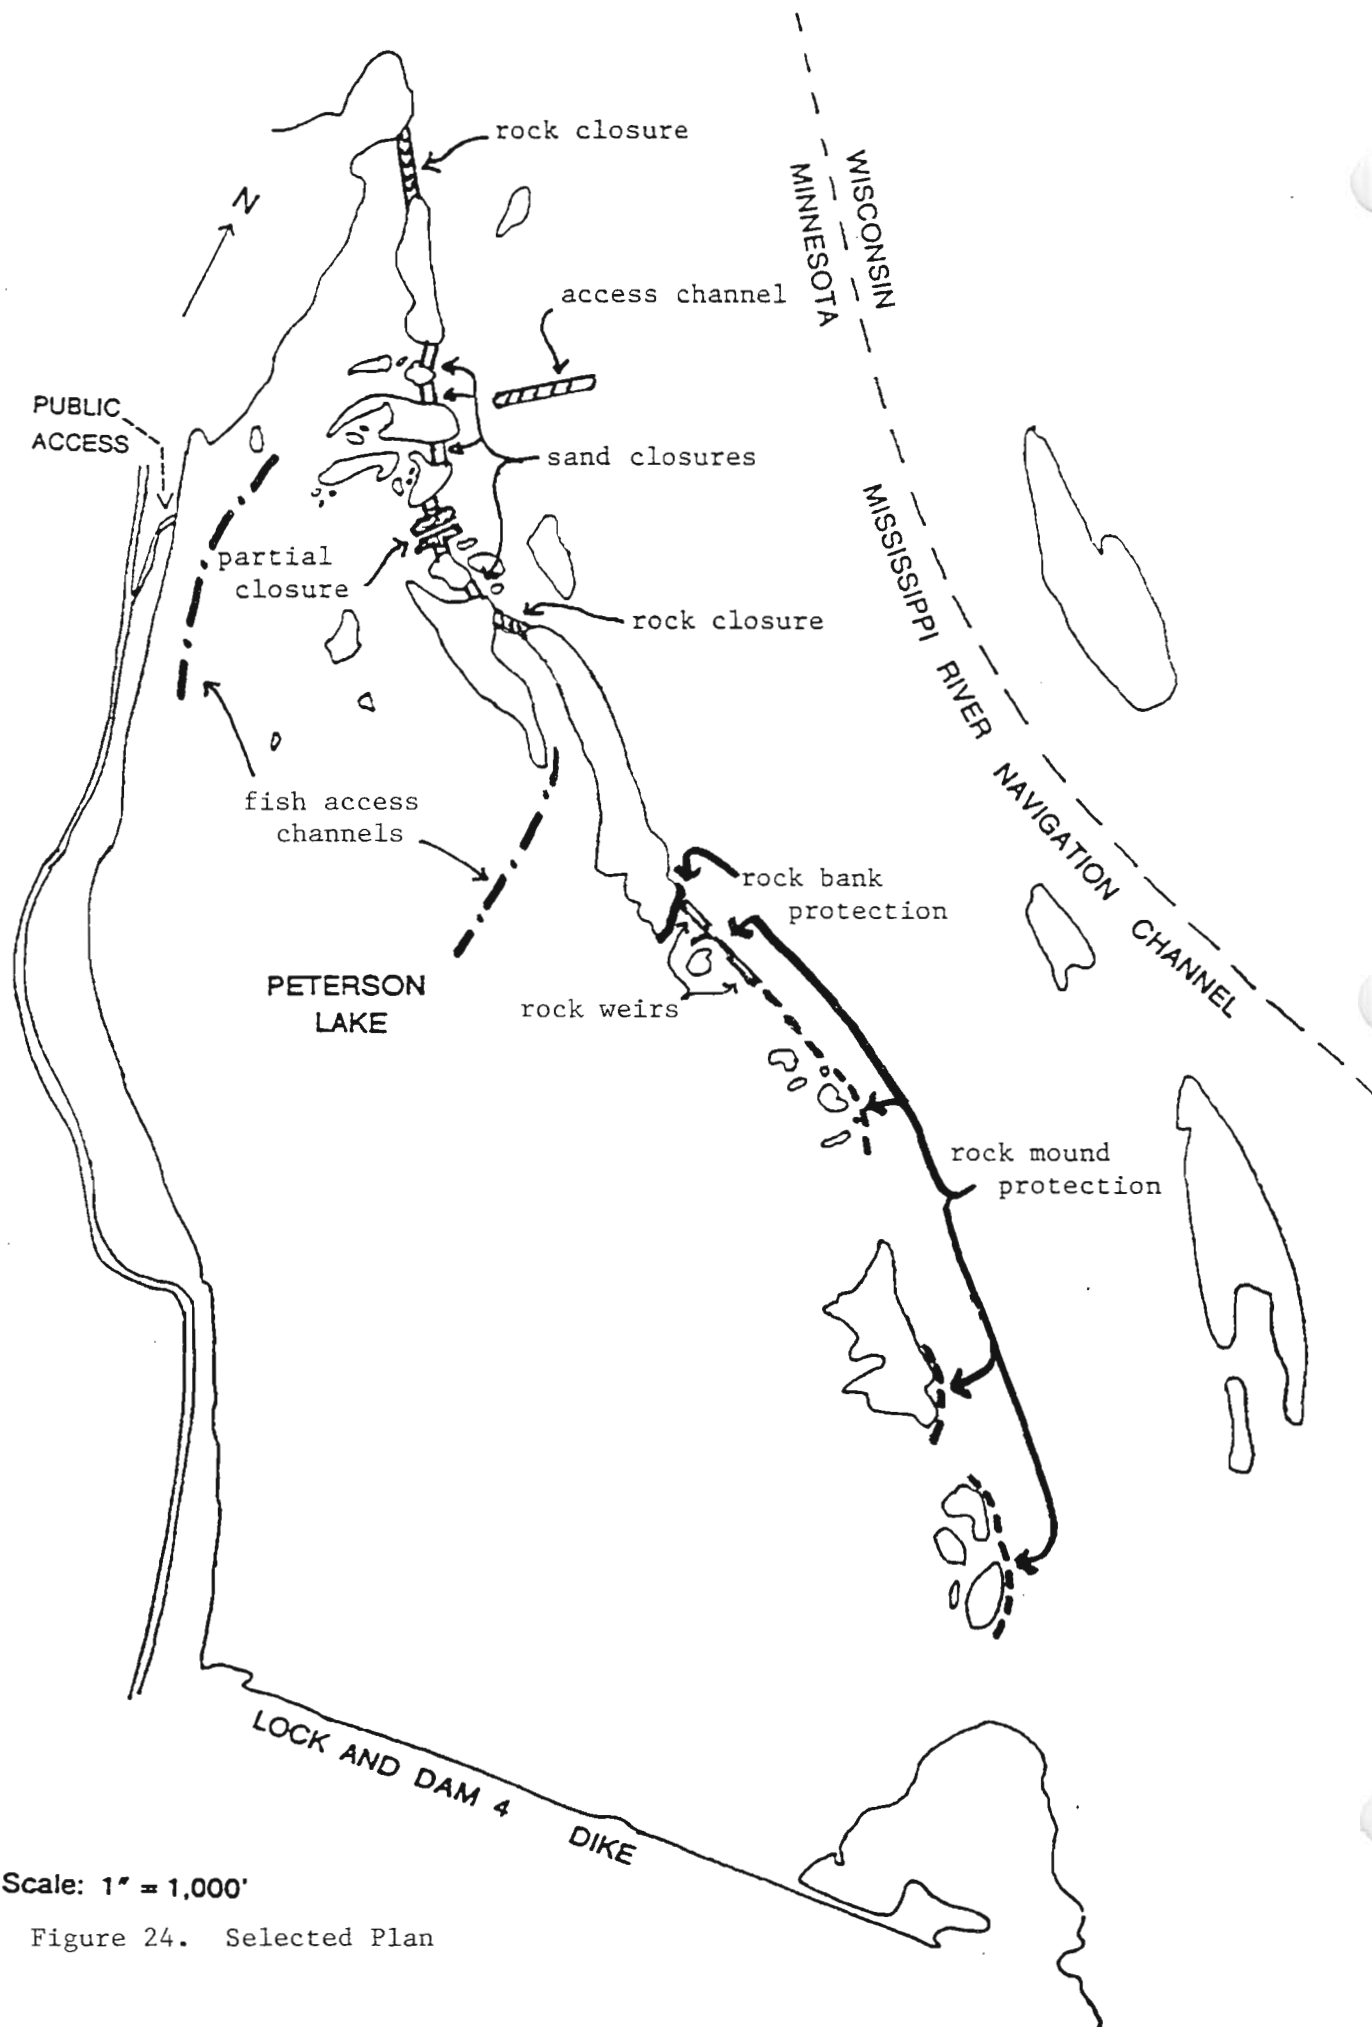 rock closure
N
WISCONSIN
MINNESOTA
access channel
PUBLIC
ACCESS
sand closures
MISSISSIPPI RIVER NAVIGATION CHANNEL
partial
closure
rock closure
fish access
channels
rock bank
protection
PETERSON
LAKE
rock weirs
rock mound
protection
LOCK AND DAM 4 DIKE
Scale: 1" = 1,000'
Figure 24. Selected Plan